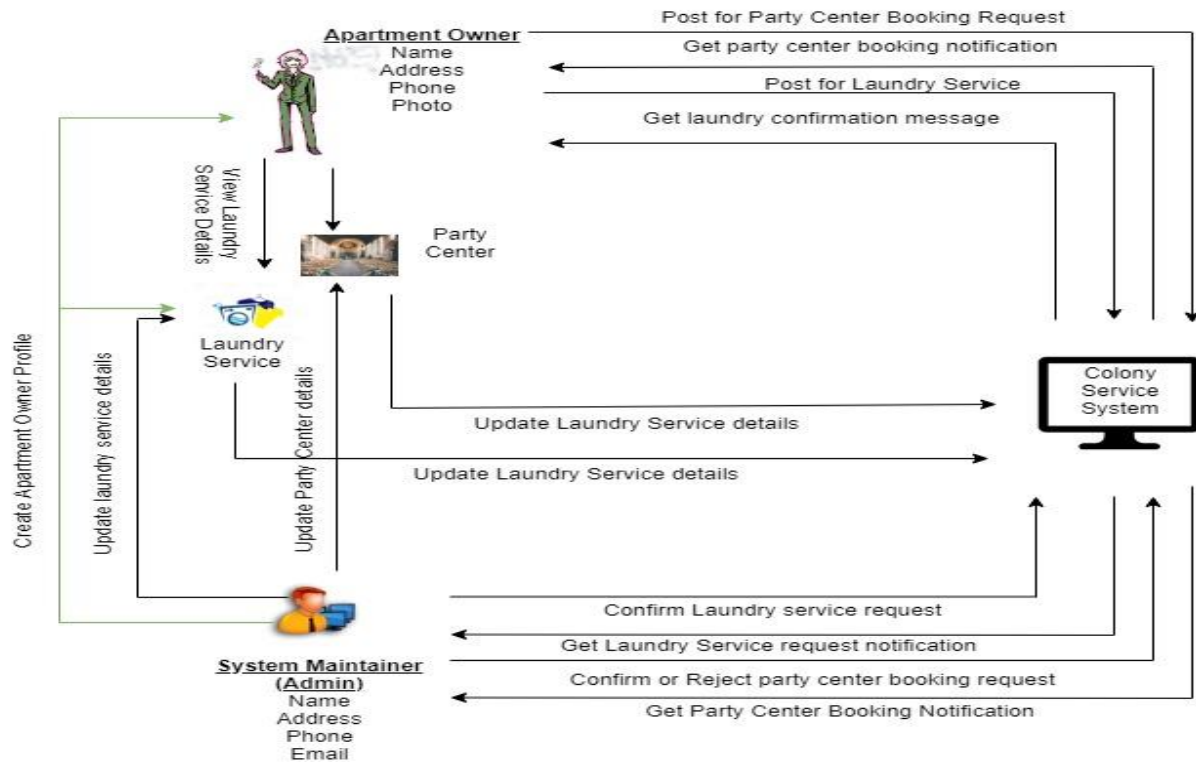 Post for Party Center Booking Request
Apartment Owner
Name
Address
Phone
Photo
Get party center booking notification
Post for Laundry Service
Get laundry confirmation message
View Laundry
Service Details
Party
Center
Laundry
Service
Colony
Service
System
Create Apartment Owner Profile
Update laundry service details
Update Party Center details
Update Laundry Service details
Update Laundry Service details
Confirm Laundry service request
Get Laundry Service request notification
System Maintainer
(Admin)
Name
Address
Phone
Email
Confirm or Reject party center booking request
Get Party Center Booking Notification